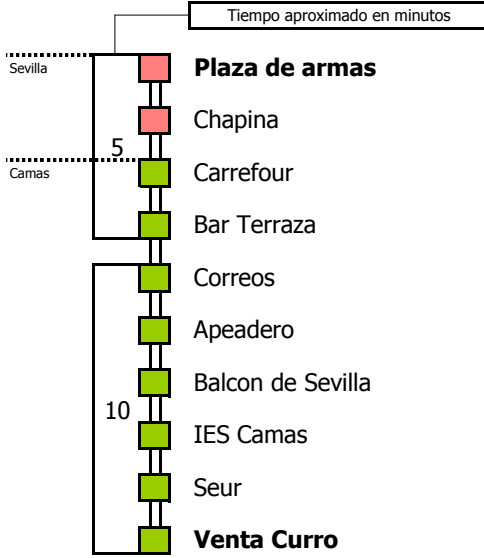 Tiempo aproximado en minutos
Sevilla
Plaza de armas
Chapina
5
Camas
Carrefour
Bar Terraza
Correos
Apeadero
Balcon de Sevilla
10
IES Camas
Seur
Venta Curro